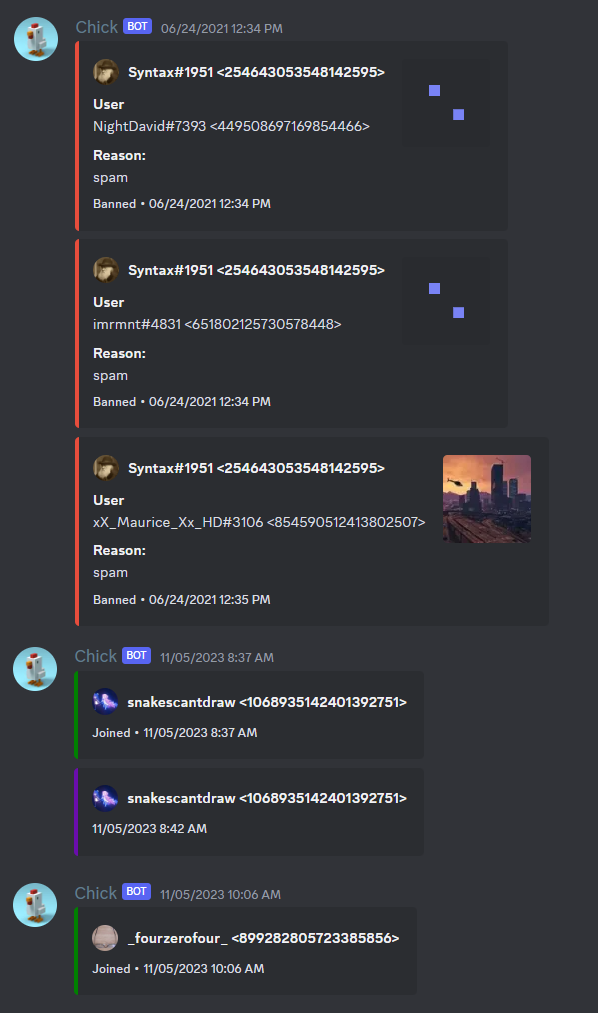 Chick BOT 06/24/2021 12:34 PM
Syntax#1951 <254643053548142595>
User
NightDavid#7393 <449508697169854466>
Reason:
spam
Banned • 06/24/2021 12:34 PM
Syntax#1951 <254643053548142595>
User
imrmnt#4831 <651802125730578448>
Reason:
spam
Banned • 06/24/2021 12:34 PM
Syntax#1951 <254643053548142595>
User
xX_Maurice_Xx_HD#3106 <854590512413802507>
Reason:
spam
Banned • 06/24/2021 12:35 PM
Chick BOT 11/05/2023 8:37 AM
snakescantdraw <1068935142401392751>
Joined • 11/05/2023 8:37 AM
snakescantdraw <1068935142401392751>
11/05/2023 8:42 AM
Chick BOT 11/05/2023 10:06 AM
_fourzerofour_ <899282805723385856>
Joined • 11/05/2023 10:06 AM